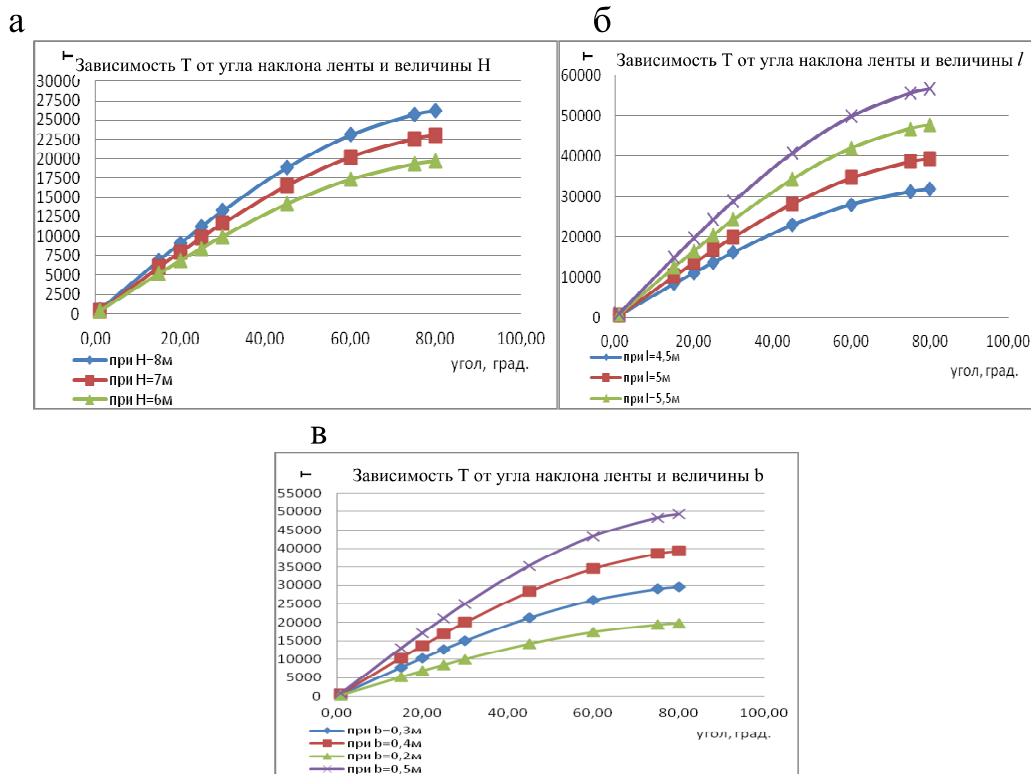 а
б
Т
Зависимость Т от угла наклона ленты и величины Н
30000
27500
25000
22500
20000
17500
15000
12500
10000
7500
5000
2500
0
0,00 20,00 40,00 60,00 80,00 100,00
угол, град.
при Н=8м
при Н=7м
при Н=6м
Т
Зависимость Т от угла наклона ленты и величины l
60000
50000
40000
30000
20000
10000
0
0,00 20,00 40,00 60,00 80,00 100,00
угол, град.
при l=4,5м
при l=5м
при l=5,5м
в
Т
Зависимость Т от угла наклона ленты и величины b
55000
50000
45000
40000
35000
30000
25000
20000
15000
10000
5000
0
0,00 20,00 40,00 60,00 80,00 100,00
угол, град.
при b=0,3м
при b=0,4м
при b=0,2м
при b=0,5м